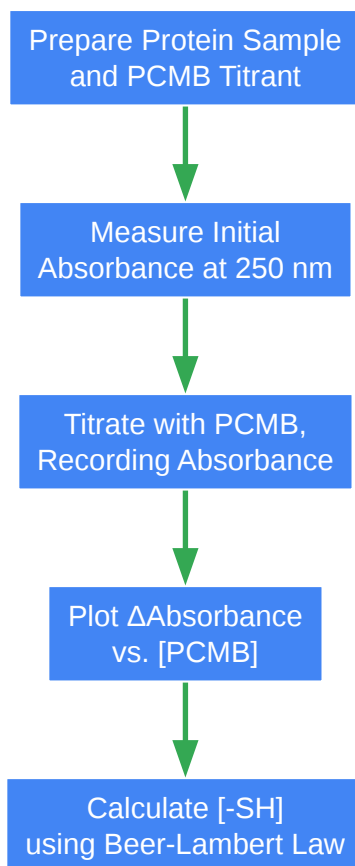 Prepare Protein Sample
and PCMB Titrant
Measure Initial
Absorbance at 250 nm
Titrate with PCMB,
Recording Absorbance
Plot ΔAbsorbance
vs. [PCMB]
Calculate [-SH]
using Beer-Lambert Law